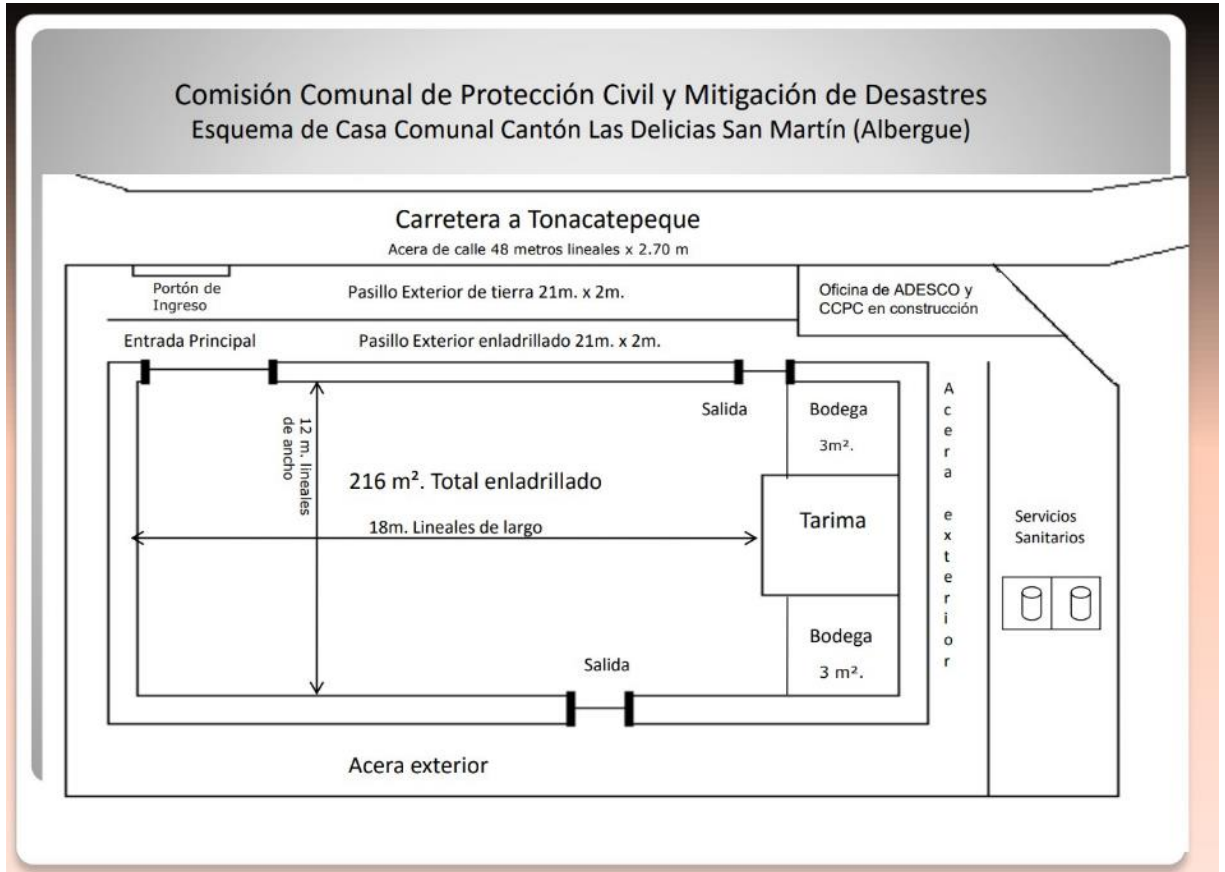 Comisión Comunal de Protección Civil y Mitigación de Desastres
Esquema de Casa Comunal Cantón Las Delicias San Martín (Albergue)
Carretera a Tonacatepeque
Acera de calle 48 metros lineales x 2.70 m
Portón de
Ingreso
Pasillo Exterior de tierra 21m. x 2m.
Oficina de ADESCO y
CCPC en construcción
Entrada Principal
Pasillo Exterior enladrillado 21m. x 2m.
Salida
Bodega
3m².
12 m. lineales
de ancho
216 m². Total enladrillado
18m. Lineales de largo
Tarima
Acera exterior
Servicios
Sanitarios
Bodega
3 m².
Salida
Acera exterior